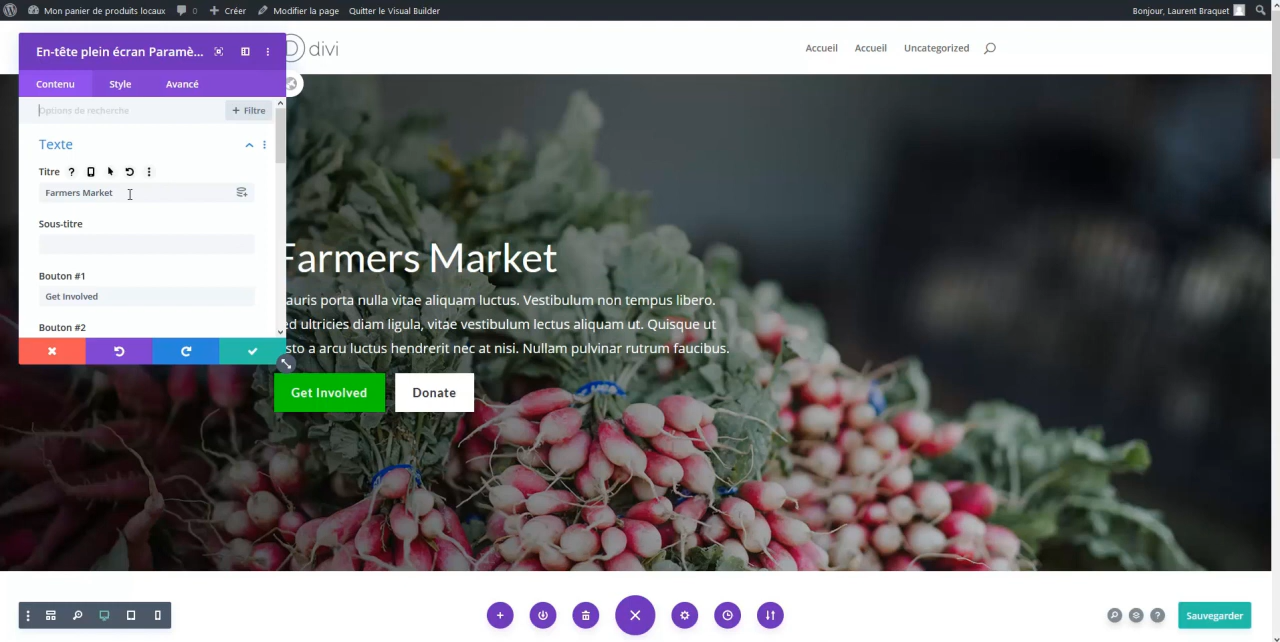 Mon panier de produits locaux 0 + Créer Modifier la page Quitter le Visual Builder Bonjour, Laurent Braquet
En-tête plein écran Paramè...
divi
Accueil Accueil Uncategorized
Contenu Style Avancé
Options de recherche + Filtre
Texte
Titre ?
Farmers Market
Sous-titre
Bouton #1
Get Involved
Bouton #2
Farmers Market
auris porta nulla vitae aliquam luctus. Vestibulum non tempus libero.
ed ultricies diam ligula, vitae vestibulum lectus aliquam ut. Quisque ut
sto a arcu luctus hendrerit nec at nisi. Nullam pulvinar rutrum faucibus.
Get Involved Donate
? Sauvegarder